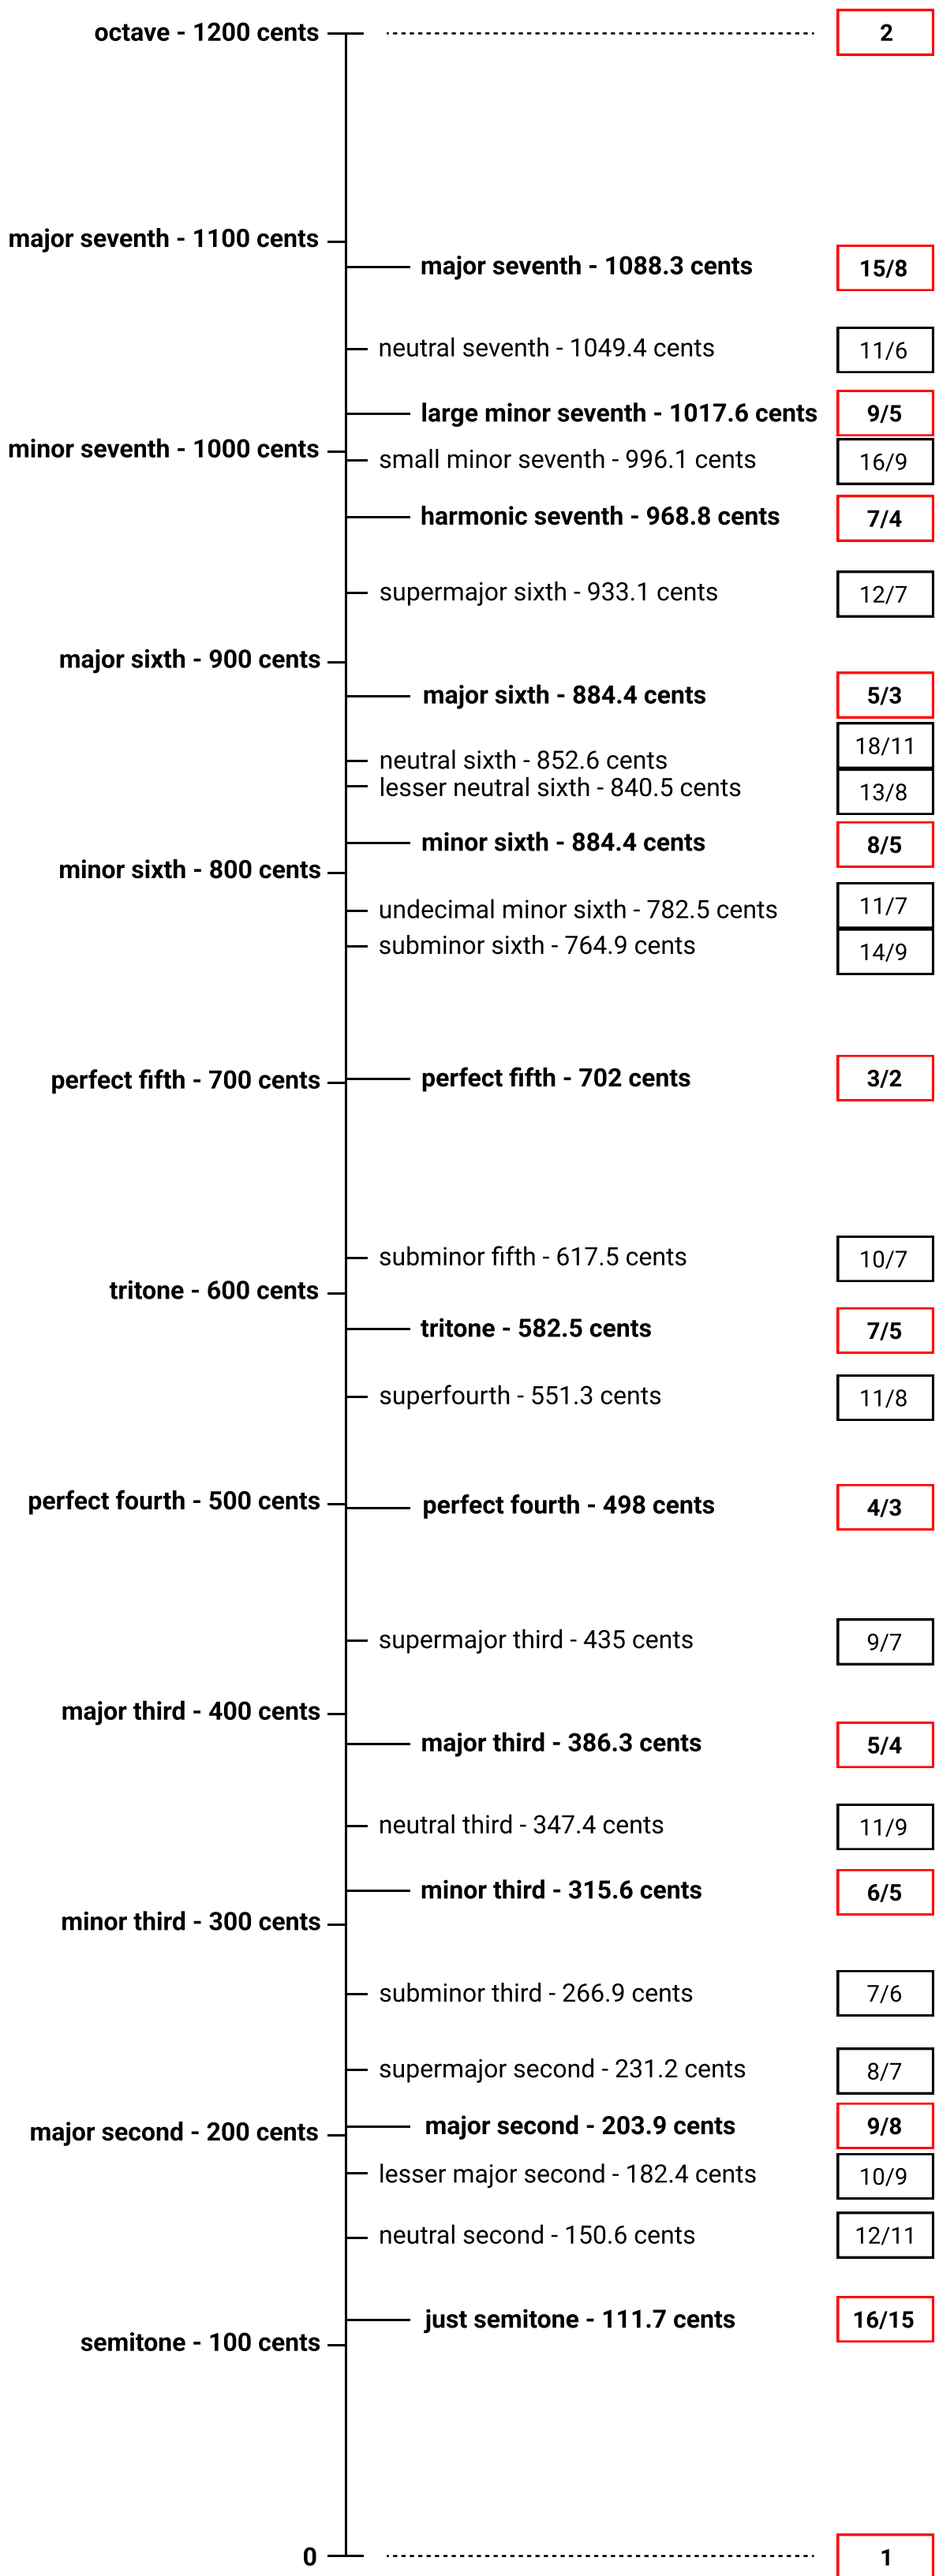 octave - 1200 cents 2
major seventh - 1100 cents
major seventh - 1088.3 cents 15/8
neutral seventh - 1049.4 cents 11/6
large minor seventh - 1017.6 cents 9/5
minor seventh - 1000 cents
small minor seventh - 996.1 cents 16/9
harmonic seventh - 968.8 cents 7/4
supermajor sixth - 933.1 cents 12/7
major sixth - 900 cents
major sixth - 884.4 cents 5/3
neutral sixth - 852.6 cents 18/11
lesser neutral sixth - 840.5 cents 13/8
minor sixth - 884.4 cents 8/5
minor sixth - 800 cents
undecimal minor sixth - 782.5 cents 11/7
subminor sixth - 764.9 cents 14/9
perfect fifth - 700 cents perfect fifth - 702 cents 3/2
subminor fifth - 617.5 cents 10/7
tritone - 600 cents
tritone - 582.5 cents 7/5
superfourth - 551.3 cents 11/8
perfect fourth - 500 cents perfect fourth - 498 cents 4/3
supermajor third - 435 cents 9/7
major third - 400 cents
major third - 386.3 cents 5/4
neutral third - 347.4 cents 11/9
minor third - 315.6 cents 6/5
minor third - 300 cents
subminor third - 266.9 cents 7/6
supermajor second - 231.2 cents 8/7
major second - 203.9 cents 9/8
major second - 200 cents
lesser major second - 182.4 cents 10/9
neutral second - 150.6 cents 12/11
just semitone - 111.7 cents 16/15
semitone - 100 cents
0 1